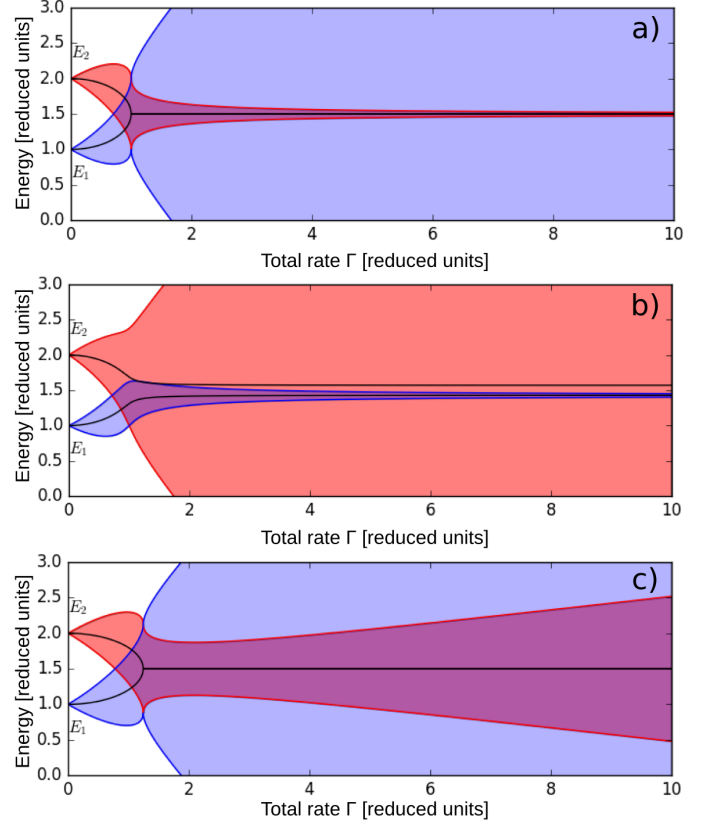 a)
3.0
2.5
2.0
1.5
1.0
0.5
0.0
Energy [reduced units]
E₂
E₁
0 2 4 6 8 10
Total rate Γ [reduced units]
b)
3.0
2.5
2.0
1.5
1.0
0.5
0.0
Energy [reduced units]
E₂
E₁
0 2 4 6 8 10
Total rate Γ [reduced units]
c)
3.0
2.5
2.0
1.5
1.0
0.5
0.0
Energy [reduced units]
E₂
E₁
0 2 4 6 8 10
Total rate Γ [reduced units]